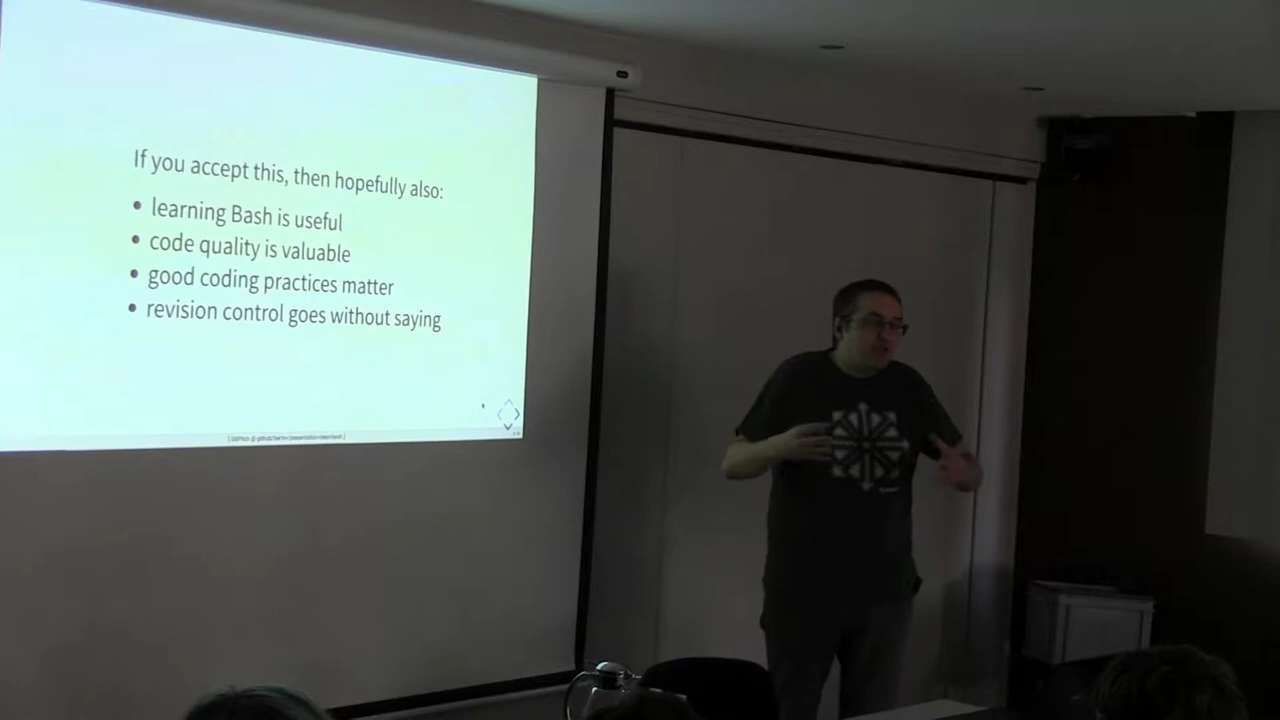 If you accept this, then hopefully also:
• learning Bash is useful
• code quality is valuable
• good coding practices matter
• revision control goes without saying